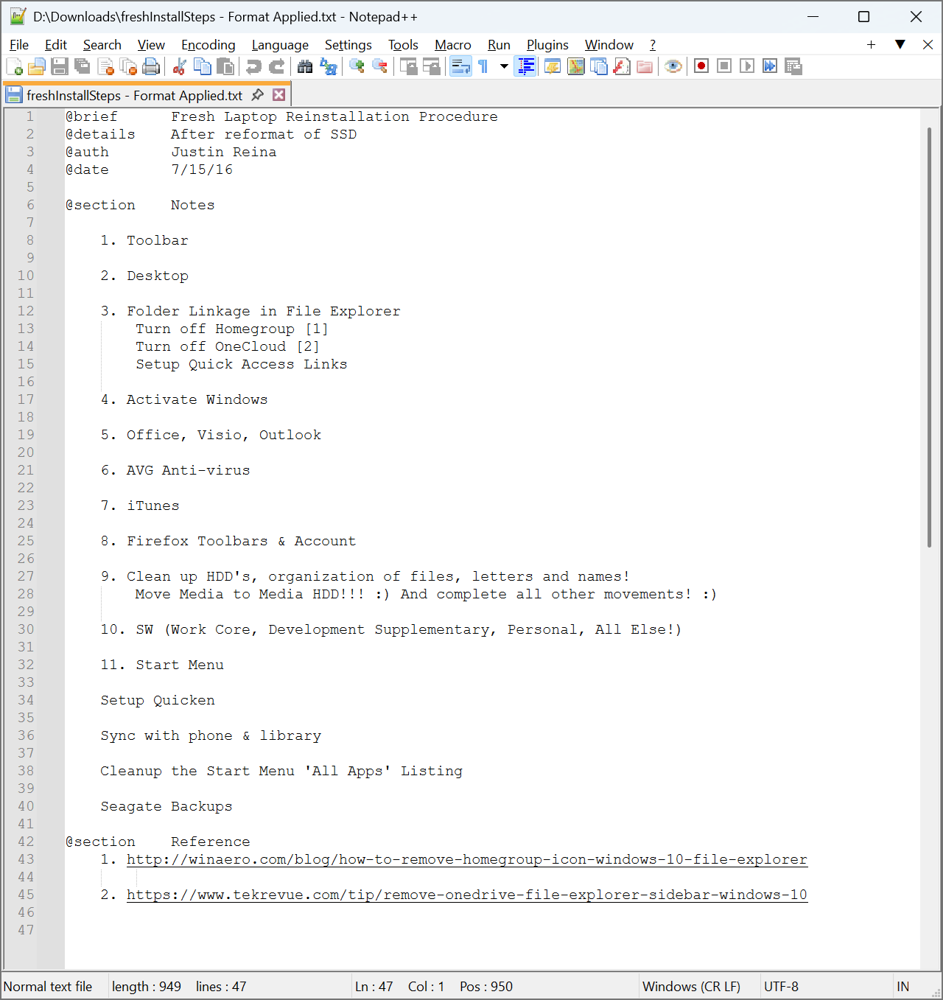 D:\Downloads\freshInstallSteps - Format Applied.txt - Notepad++
File Edit Search View Encoding Language Settings Tools Macro Run Plugins Window ?
freshInstallSteps - Format Applied.txt
1 @brief Fresh Laptop Reinstallation Procedure
2 @details After reformat of SSD
3 @auth Justin Reina
4 @date 7/15/16
5
6 @section Notes
7
8 1. Toolbar
9
10 2. Desktop
11
12 3. Folder Linkage in File Explorer
13 Turn off Homegroup [1]
14 Turn off OneCloud [2]
15 Setup Quick Access Links
16
17 4. Activate Windows
18
19 5. Office, Visio, Outlook
20
21 6. AVG Anti-virus
22
23 7. iTunes
24
25 8. Firefox Toolbars & Account
26
27 9. Clean up HDD's, organization of files, letters and names!
28 Move Media to Media HDD!!! :) And complete all other movements! :)
29
30 10. SW (Work Core, Development Supplementary, Personal, All Else!)
31
32 11. Start Menu
33
34 Setup Quicken
35
36 Sync with phone & library
37
38 Cleanup the Start Menu 'All Apps' Listing
39
40 Seagate Backups
41
42 @section Reference
43 1. http://winaero.com/blog/how-to-remove-homegroup-icon-windows-10-file-explorer
44
45 2. https://www.tekrevue.com/tip/remove-onedrive-file-explorer-sidebar-windows-10
46
47
Normal text file length : 949 lines : 47 Ln : 47 Col : 1 Pos : 950 Windows (CR LF) UTF-8 IN